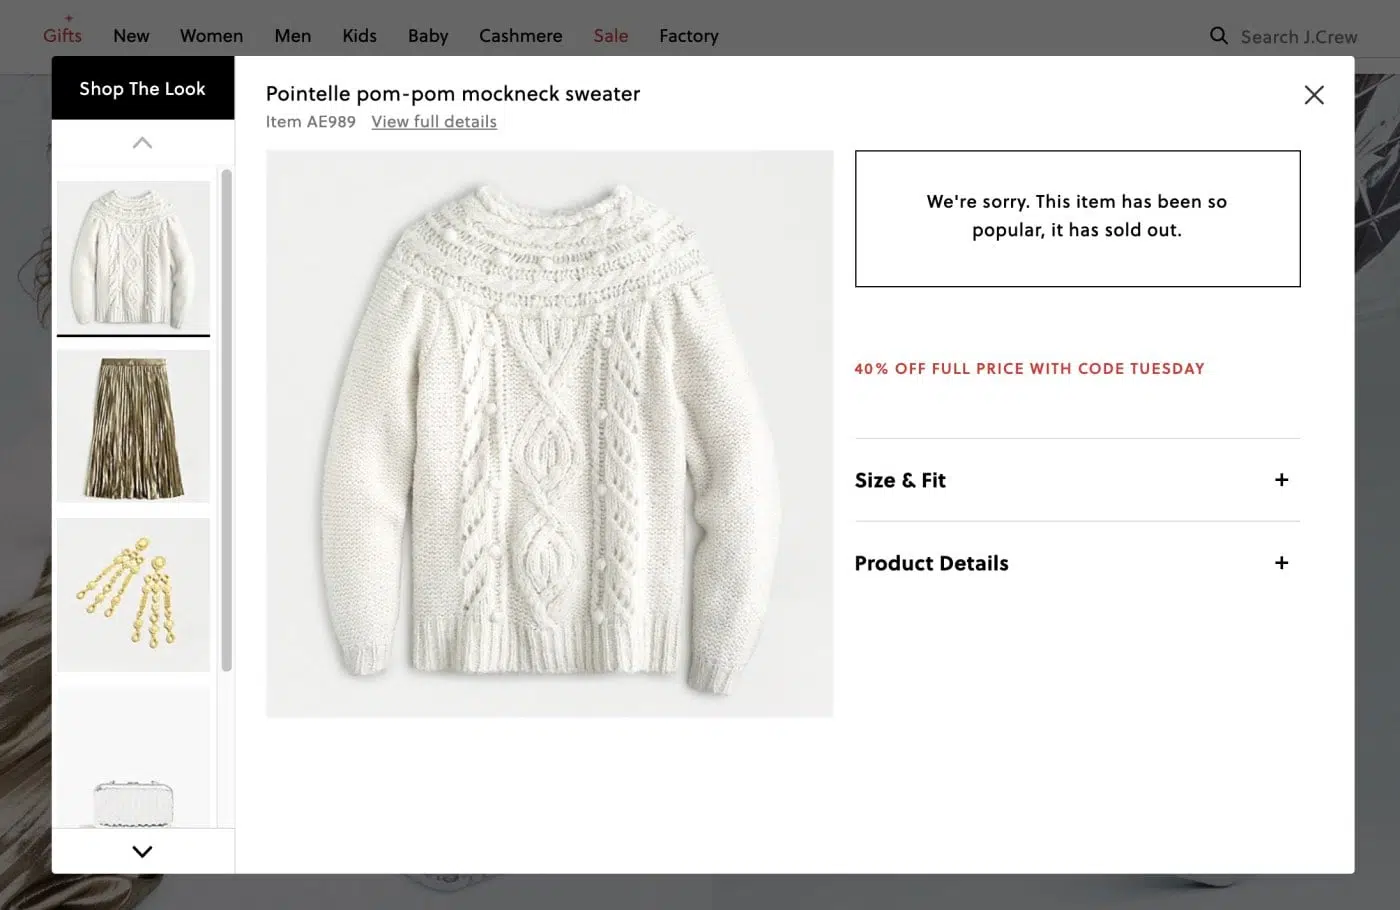 Gifts New Women Men Kids Baby Cashmere Sale Factory Search J.Crew
Shop The Look
Pointelle pom-pom mockneck sweater
Item AE989 View full details
We're sorry. This item has been so
popular, it has sold out.
40% OFF FULL PRICE WITH CODE TUESDAY
Size & Fit +
Product Details +